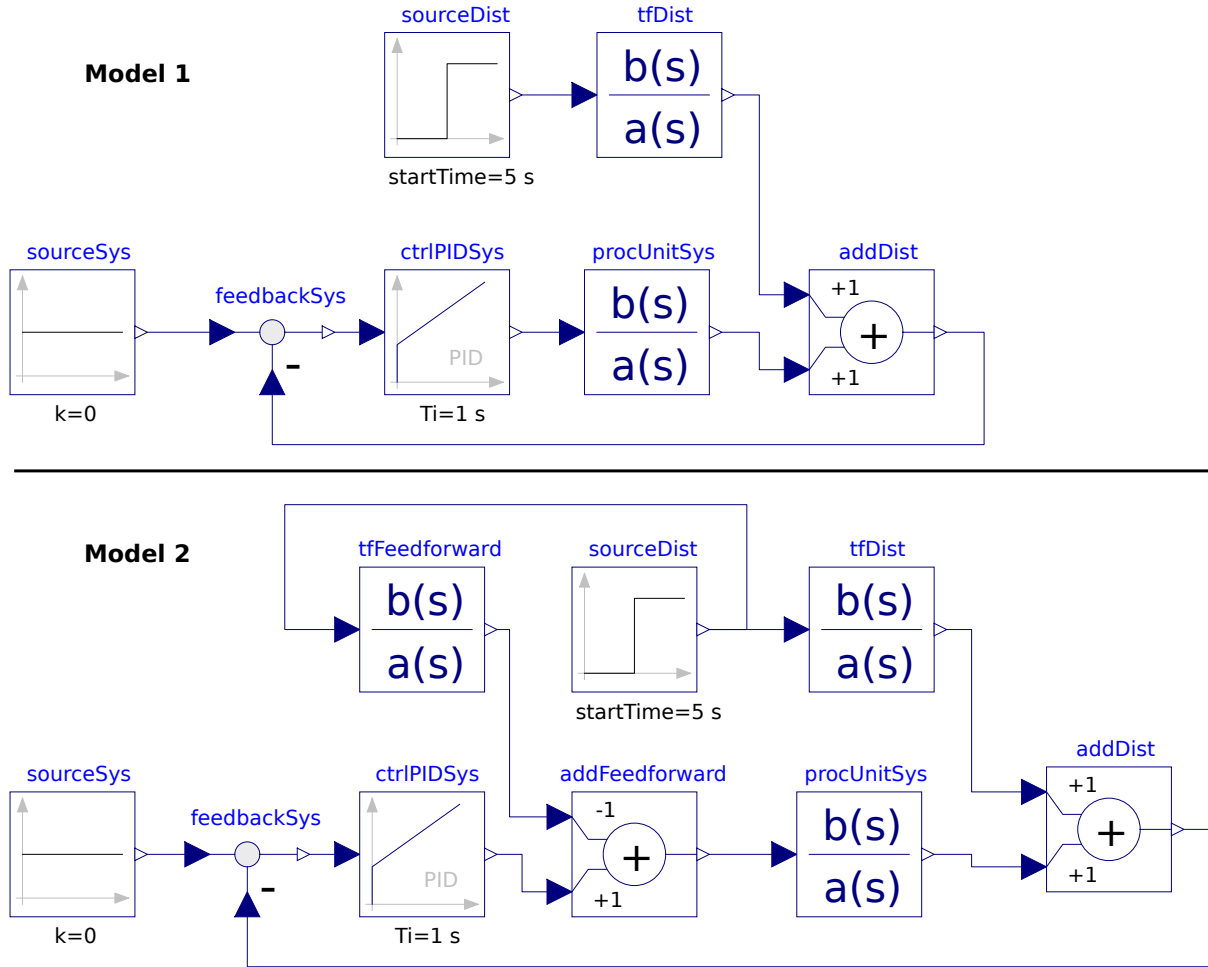 sourceDist
tfDist
Model 1
b(s)
a(s)
startTime=5 s
sourceSys
feedbackSys
ctrlPIDSys
procUnitSys
addDist
PID
b(s)
a(s)
+1
+
+1
-
k=0
Ti=1 s
Model 2
tfFeedforward
sourceDist
tfDist
b(s)
a(s)
b(s)
a(s)
startTime=5 s
sourceSys
feedbackSys
ctrlPIDSys
addFeedforward
procUnitSys
addDist
PID
-1
+
+1
b(s)
a(s)
+1
+
+1
-
k=0
Ti=1 s